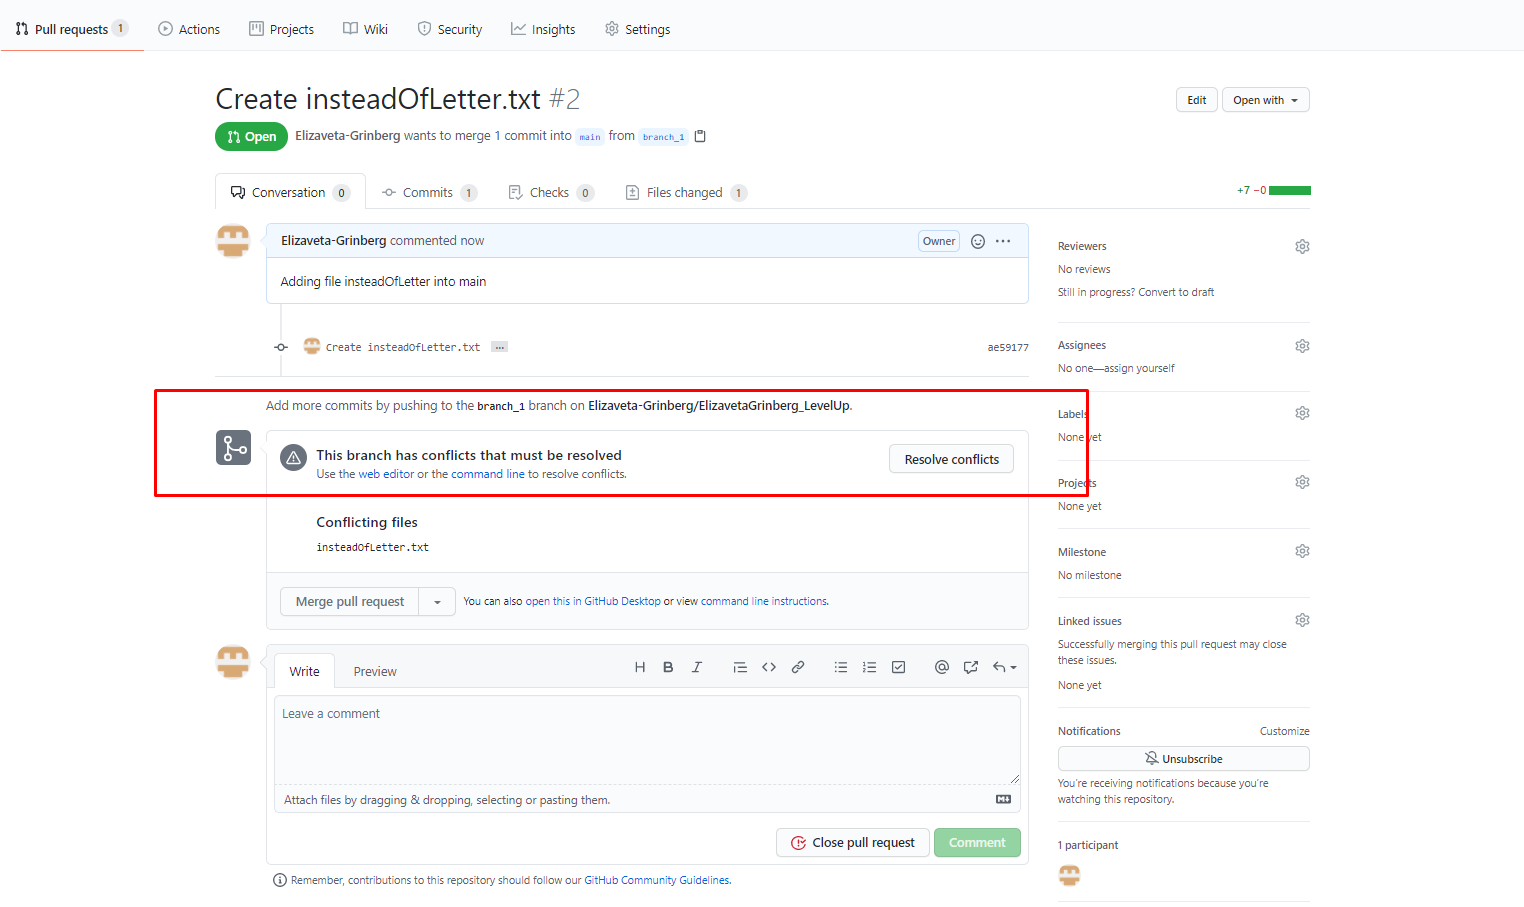 Pull requests 1 Actions Projects Wiki Security Insights Settings
Create insteadOfLetter.txt #2
Edit Open with
Open Elizaveta-Grinberg wants to merge 1 commit into main from branch_1
Conversation 0 Commits 1 Checks 0 Files changed 1
+7 −0
Elizaveta-Grinberg commented now
Owner
Adding file insteadOfLetter into main
Create insteadOfLetter.txt ...
ae59177
Add more commits by pushing to the branch_1 branch on Elizaveta-Grinberg/ElizavetaGrinberg_LevelUp.
This branch has conflicts that must be resolved
Use the web editor or the command line to resolve conflicts.
Resolve conflicts
Conflicting files
insteadOfLetter.txt
Merge pull request
You can also open this in GitHub Desktop or view command line instructions.
Write Preview
H B I
Leave a comment
Attach files by dragging & dropping, selecting or pasting them.
Close pull request Comment
Remember, contributions to this repository should follow our GitHub Community Guidelines.
Reviewers
No reviews
Still in progress? Convert to draft
Assignees
No one—assign yourself
Labels
None yet
Projects
None yet
Milestone
No milestone
Linked issues
Successfully merging this pull request may close
these issues.
None yet
Notifications Customize
Unsubscribe
You're receiving notifications because you're
watching this repository.
1 participant